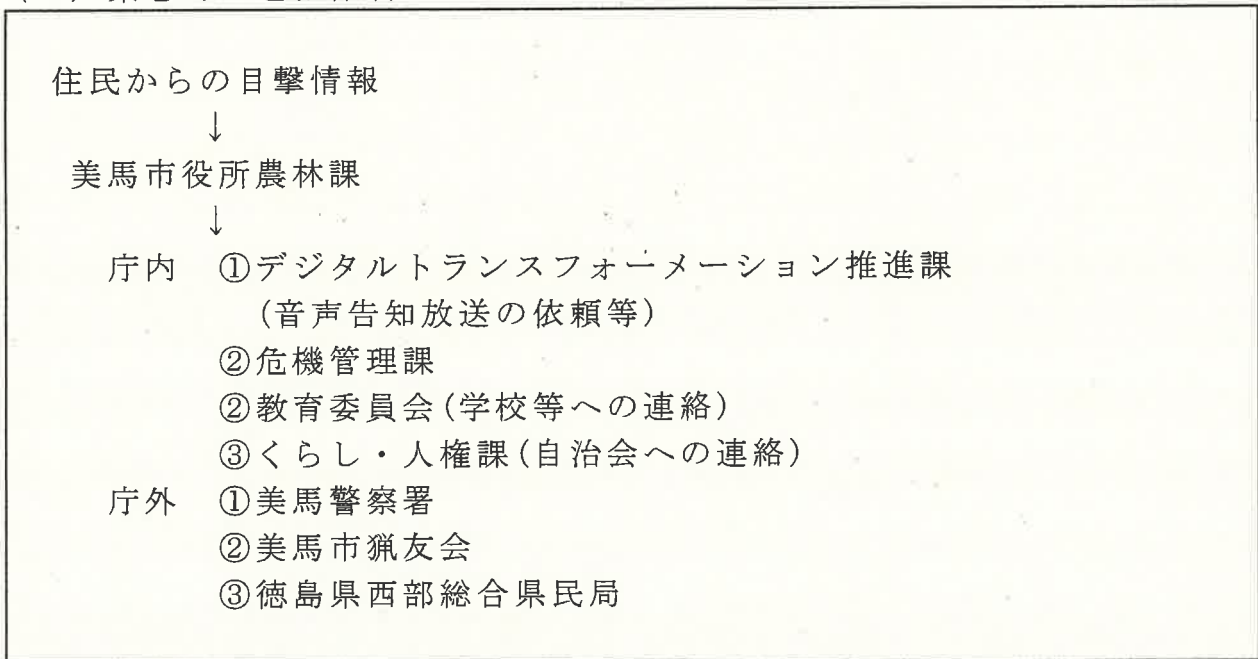 住民からの目撃情報
↓
美馬市役所農林課
↓
庁内 ①デジタルトランスフォーメーション推進課
(音声告知放送の依頼等)
②危機管理課
②教育委員会(学校等への連絡)
③くらし・人権課(自治会への連絡)
庁外 ①美馬警察署
②美馬市猟友会
③徳島県西部総合県民局